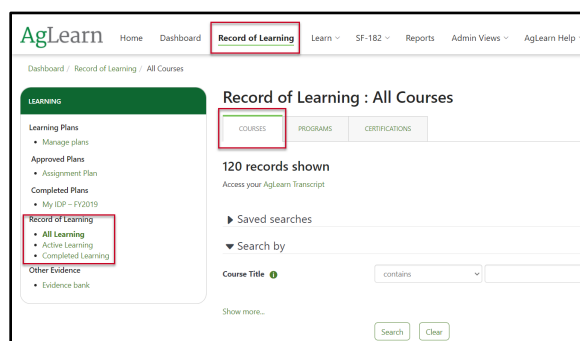 AgLearn Home Dashboard Record of Learning Learn SF-182 Reports Admin Views AgLearn Help
Dashboard / Record of Learning / All Courses
LEARNING
Learning Plans
• Manage plans
Approved Plans
• Assignment Plan
Completed Plans
• My IDP – FY2019
Record of Learning
• All Learning
• Active Learning
• Completed Learning
Other Evidence
• Evidence bank
Record of Learning : All Courses
COURSES PROGRAMS CERTIFICATIONS
120 records shown
Access your AgLearn Transcript
Saved searches
Search by
Course Title contains
Show more...
Search Clear